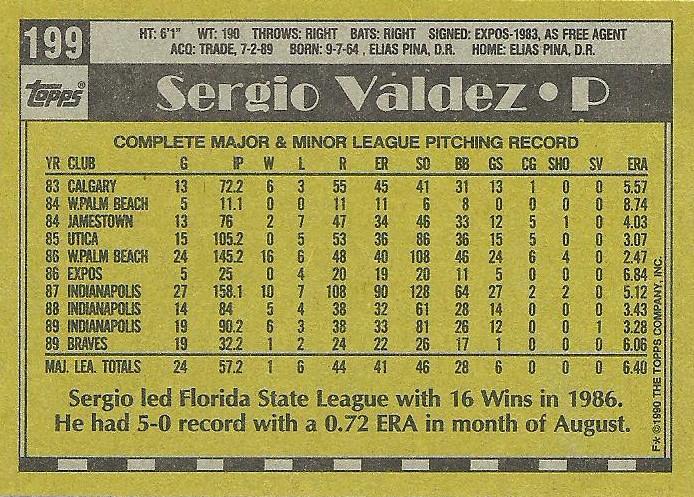 199
HT: 6'1" WT: 190 THROWS: RIGHT BATS: RIGHT SIGNED: EXPOS-1983, AS FREE AGENT
ACQ: TRADE, 7-2-89 BORN: 9-7-64, ELIAS PINA, D.R. HOME: ELIAS PINA, D.R.
TOPPS®
Sergio Valdez • P
COMPLETE MAJOR & MINOR LEAGUE PITCHING RECORD
YR CLUB G IP W L R ER SO BB GS CG SHO SV ERA
83 CALGARY 13 72.2 6 3 55 45 41 31 13 1 0 0 5.57
84 W.PALM BEACH 5 11.1 0 0 11 11 6 8 0 0 0 0 8.74
84 JAMESTOWN 13 76 2 7 47 34 46 33 12 5 1 0 4.03
85 UTICA 15 105.2 0 5 53 36 86 36 15 5 0 0 3.07
86 W.PALM BEACH 24 145.2 16 6 48 40 108 46 24 6 4 0 2.47
86 EXPOS 5 25 0 4 20 19 20 11 5 0 0 0 6.84
87 INDIANAPOLIS 27 158.1 10 7 108 90 128 64 27 2 2 0 5.12
88 INDIANAPOLIS 14 84 5 4 38 32 61 28 14 0 0 0 3.43
89 INDIANAPOLIS 19 90.2 6 3 38 33 81 26 12 0 0 1 3.28
89 BRAVES 19 32.2 1 2 24 22 26 17 1 0 0 0 6.06
MAJ. LEA. TOTALS 24 57.2 1 6 44 41 46 28 6 0 0 0 6.40
Sergio led Florida State League with 16 Wins in 1986.
He had 5-0 record with a 0.72 ERA in month of August.
F* ©1990 THE TOPPS COMPANY, INC.